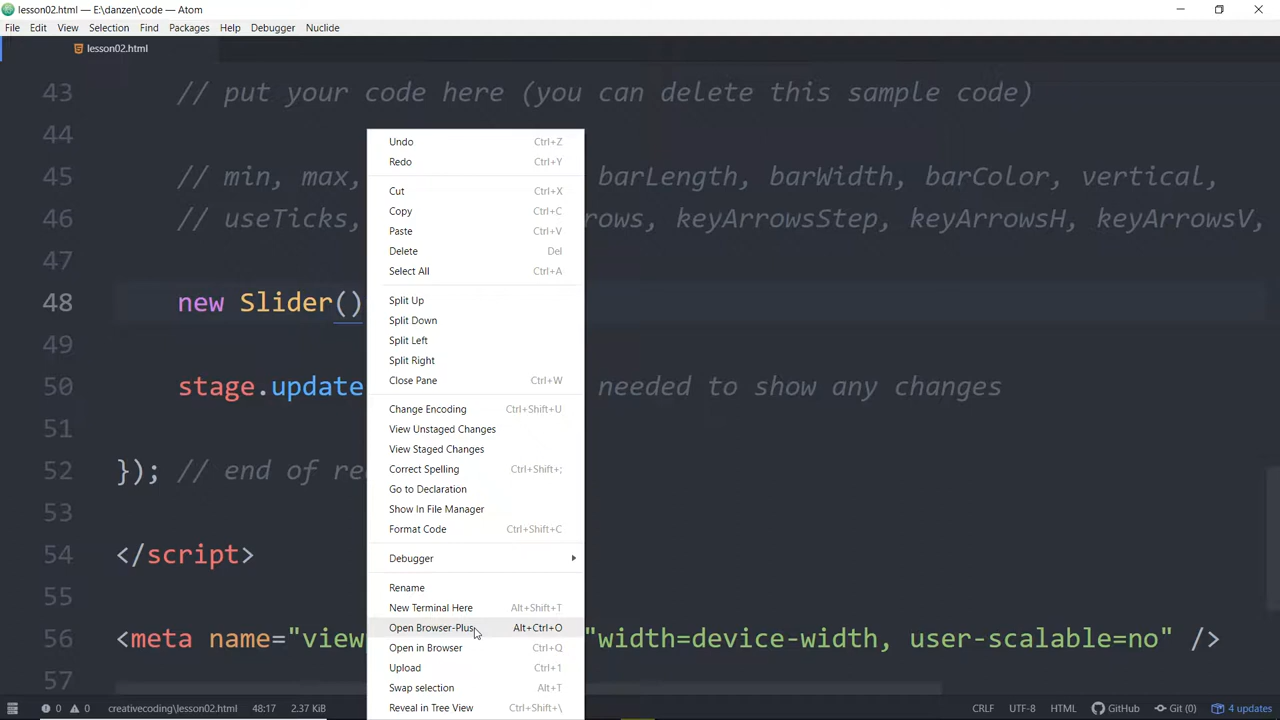 lesson02.html — E:\danzen\code — Atom
File Edit View Selection Find Packages Help Debugger Nuclide
lesson02.html
43 // put your code here (you can delete this sample code)
44
45 // min, max, barLength, barWidth, barColor, vertical,
46 // useTicks, rows, keyArrowsStep, keyArrowsH, keyArrowsV,
47
48 new Slider()
49
50 stage.update needed to show any changes
51
52 }); // end of re
53
54 </script>
55
56 <meta name="view "width=device-width, user-scalable=no" />
57
Undo Ctrl+Z
Redo Ctrl+Y
Cut Ctrl+X
Copy Ctrl+C
Paste Ctrl+V
Delete Del
Select All Ctrl+A
Split Up
Split Down
Split Left
Split Right
Close Pane Ctrl+W
Change Encoding Ctrl+Shift+U
View Unstaged Changes
View Staged Changes
Correct Spelling Ctrl+Shift+;
Go to Declaration
Show In File Manager
Format Code Ctrl+Shift+C
Debugger
Rename
New Terminal Here Alt+Shift+T
Open Browser-Plus Alt+Ctrl+O
Open in Browser Ctrl+Q
Upload Ctrl+1
Swap selection Alt+T
Reveal in Tree View Ctrl+Shift+\
0 0 creativecoding\lesson02.html 48:17 2.37 KiB CRLF UTF-8 HTML GitHub Git (0) 4 updates